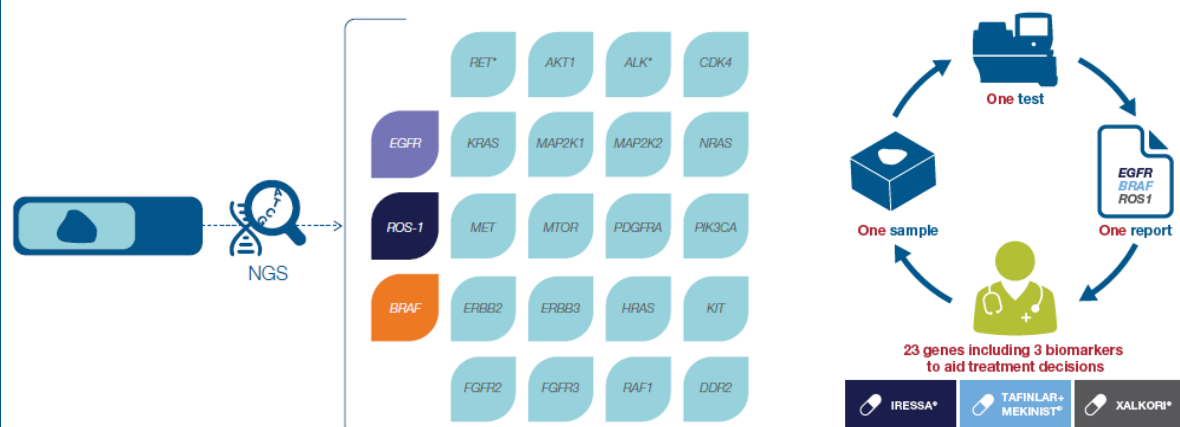 RET* AKT1 ALK* CDK4
EGFR KRAS MAP2K1 MAP2K2 NRAS
ROS-1 MET MTOR PDGFRA PIK3CA
BRAF ERBB2 ERBB3 HRAS KIT
FGFR2 FGFR3 RAF1 DDR2
ATCG
NGS
One test
One sample
EGFR
BRAF
ROS1
One report
23 genes including 3 biomarkers
to aid treatment decisions
IRESSA®
TAFINLAR+
MEKINIST®
XALKORI®